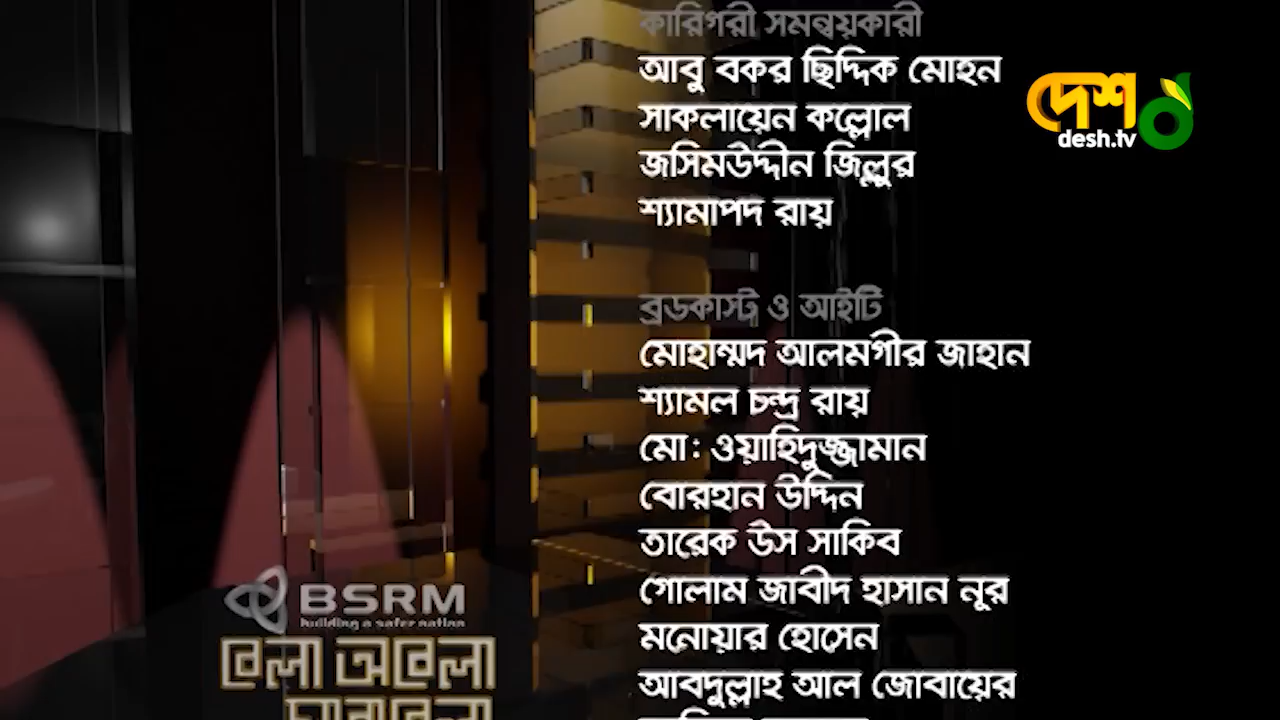 কারিগরী সমন্বয়কারী
আবু বকর ছিদ্দিক মোহন
সাকলায়েন কল্লোল
জসিমউদ্দীন জিল্লুর
শ্যামাপদ রায়
দেশ
desh.tv
ব্রডকাস্ট ও আইটি
মোহাম্মদ আলমগীর জাহান
শ্যামল চন্দ্র রায়
মো: ওয়াহিদুজ্জামান
বোরহান উদ্দিন
তারেক উস সাকিব
গোলাম জাবীদ হাসান নূর
মনোয়ার হোসেন
আবদুল্লাহ আল জোবায়ের
BSRM
building a safer nation
বেলা অবেলা